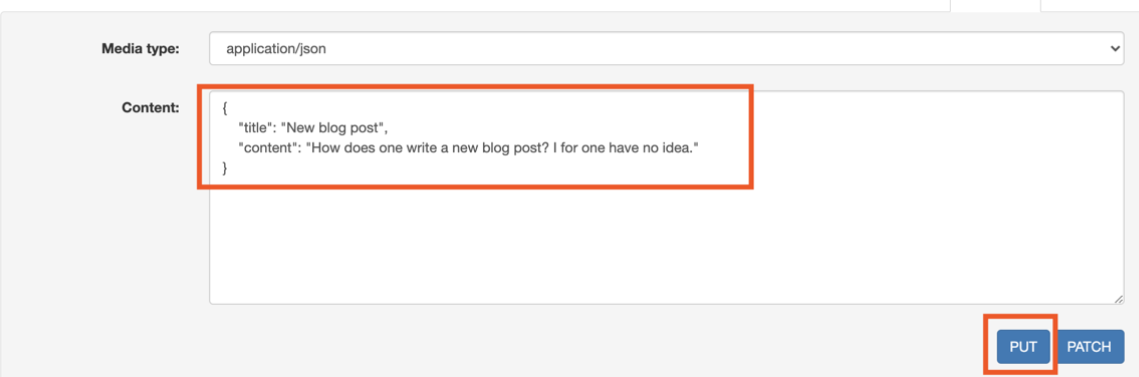 Media type:
application/json
Content:
{
"title": "New blog post",
"content": "How does one write a new blog post? I for one have no idea."
}
PUT
PATCH